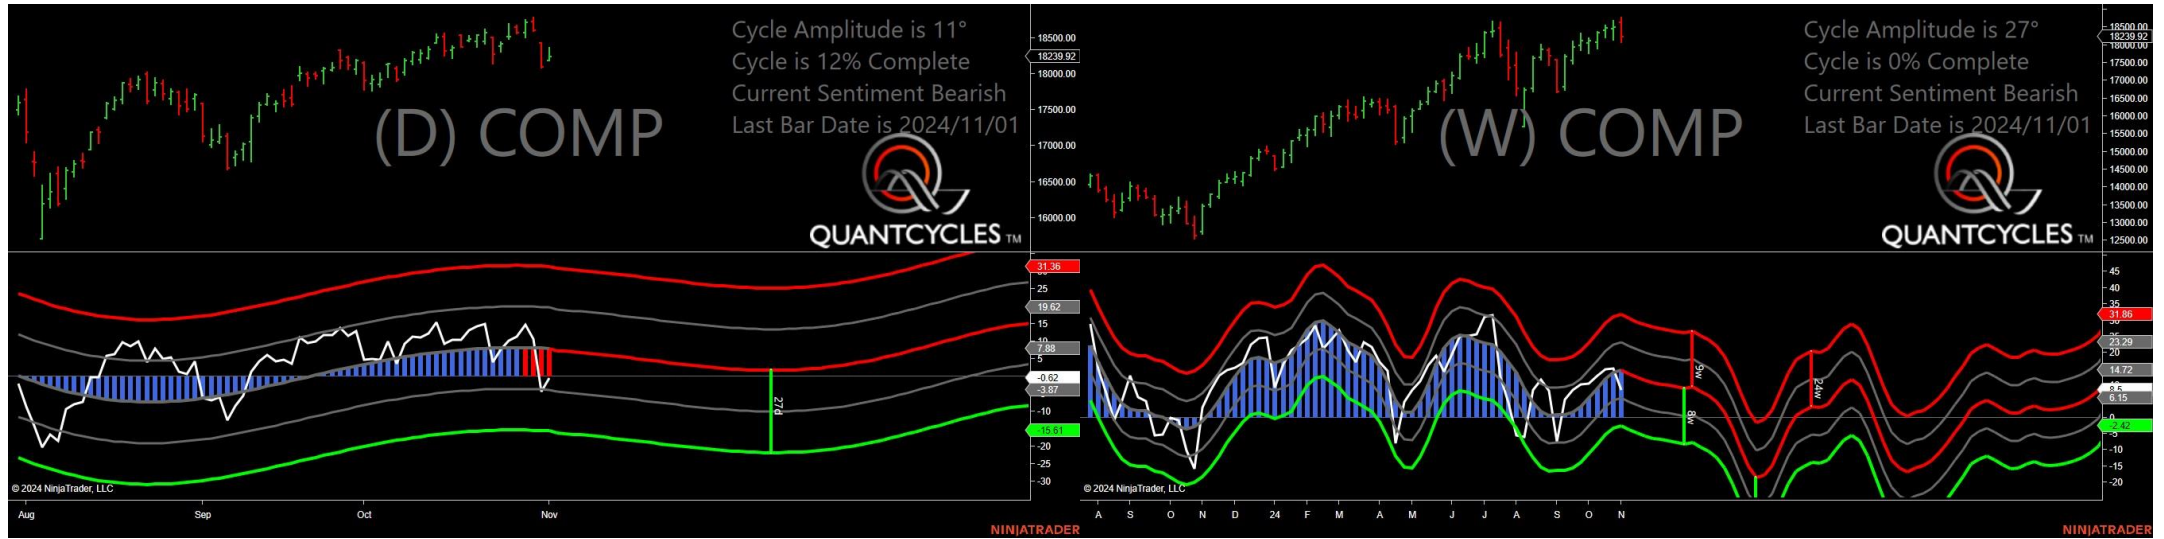 Cycle Amplitude is 11°
Cycle is 12% Complete
Current Sentiment Bearish
Last Bar Date is 2024/11/01
(D) COMP
QUANTCYCLES TM
18500.00
18239.92
18000.00
17500.00
17000.00
16500.00
16000.00
31.36
25
19.62
15
7.88
5
-0.62
-3.87
-10
-15.61
-20
-25
-30
27d
© 2024 NinjaTrader, LLC
Aug Sep Oct Nov
NINJATRADER
Cycle Amplitude is 27°
Cycle is 0% Complete
Current Sentiment Bearish
Last Bar Date is 2024/11/01
(W) COMP
QUANTCYCLES TM
18500.00
18239.92
18000.00
17500.00
17000.00
16500.00
16000.00
15500.00
15000.00
14500.00
14000.00
13500.00
13000.00
12500.00
45
40
35
31.86
23.29
20
14.72
8.5
6.15
0
-2.42
-5
-10
-15
-20
9w
8w
24w
© 2024 NinjaTrader, LLC
A S O N D 24 F M A M J J A S O N
NINJATRADER